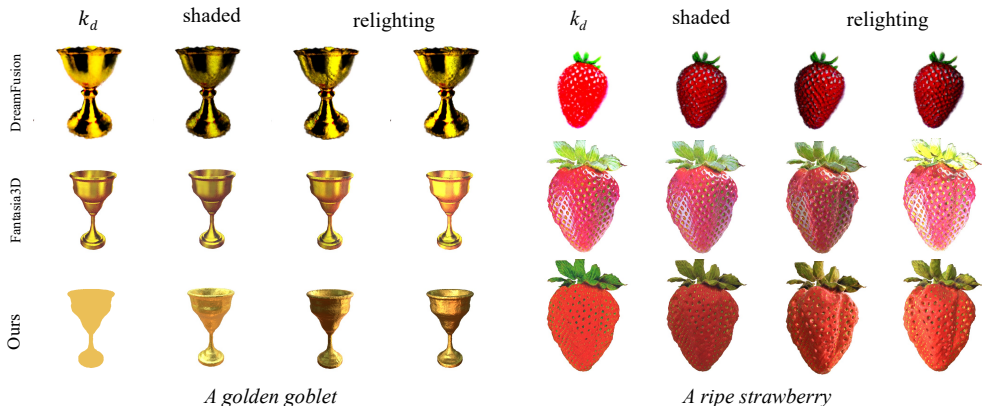 k_d shaded relighting k_d shaded relighting
DreamFusion
Fantasia3D
Ours
A golden goblet A ripe strawberry